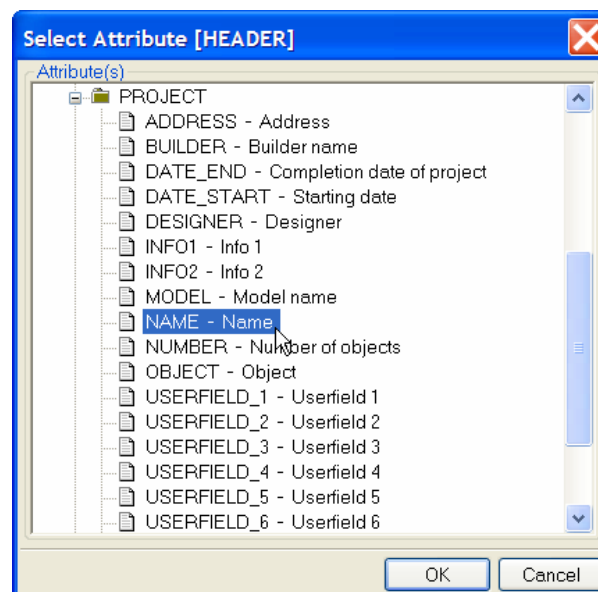 Select Attribute [HEADER]
Attribute(s)
PROJECT
ADDRESS - Address
BUILDER - Builder name
DATE_END - Completion date of project
DATE_START - Starting date
DESIGNER - Designer
INFO1 - Info 1
INFO2 - Info 2
MODEL - Model name
NAME - Name
NUMBER - Number of objects
OBJECT - Object
USERFIELD_1 - Userfield 1
USERFIELD_2 - Userfield 2
USERFIELD_3 - Userfield 3
USERFIELD_4 - Userfield 4
USERFIELD_5 - Userfield 5
USERFIELD_6 - Userfield 6
OK
Cancel